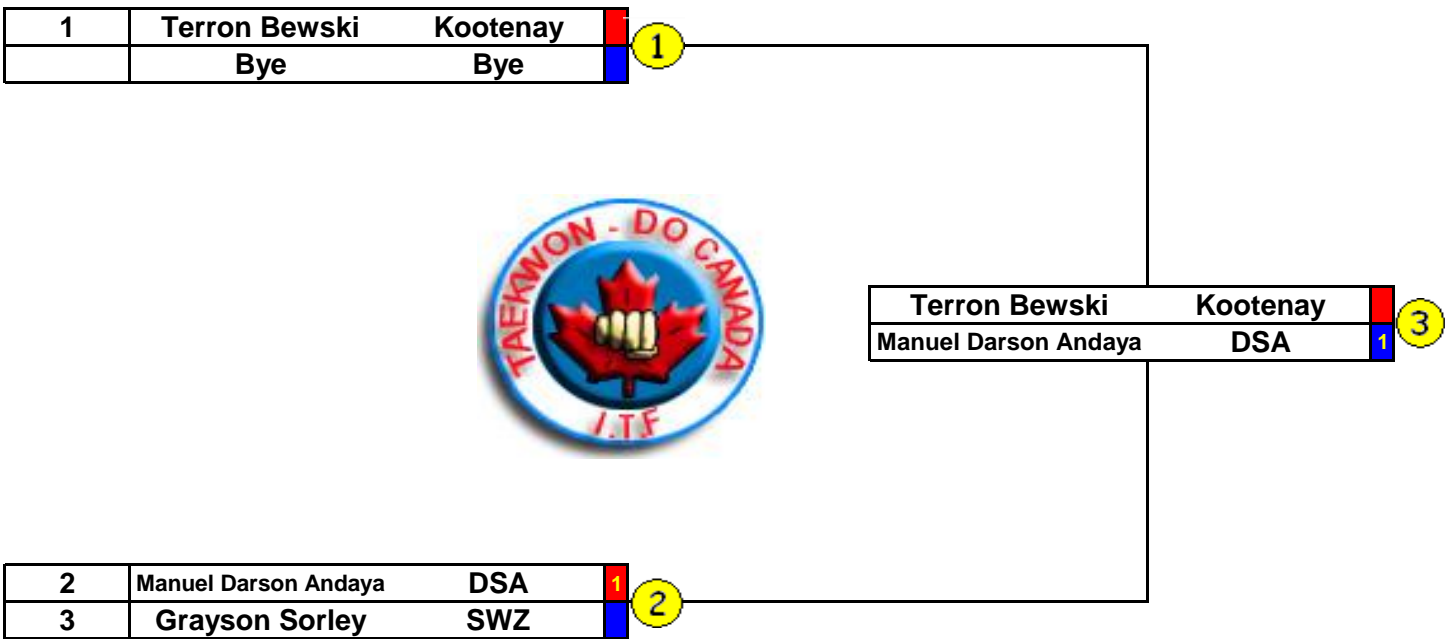 1 Terron Bewski Kootenay
Bye Bye
1
TAEKWON - DO CANADA
I.T.F
Terron Bewski Kootenay
Manuel Darson Andaya DSA 1
3
2 Manuel Darson Andaya DSA 1
3 Grayson Sorley SWZ
2